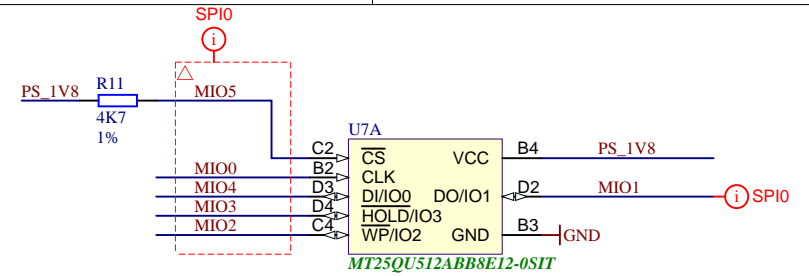 SPI0
i
R11
PS_1V8
MIO5
4K7
1%
U7A
C2
CS
VCC
B4
PS_1V8
MIO0
B2
CLK
MIO4
D3
DI/IO0
DO/IO1
D2
MIO1
i
SPI0
MIO3
D4
HOLD/IO3
MIO2
C4
WP/IO2
GND
B3
GND
MT25QU512ABB8E12-0SIT